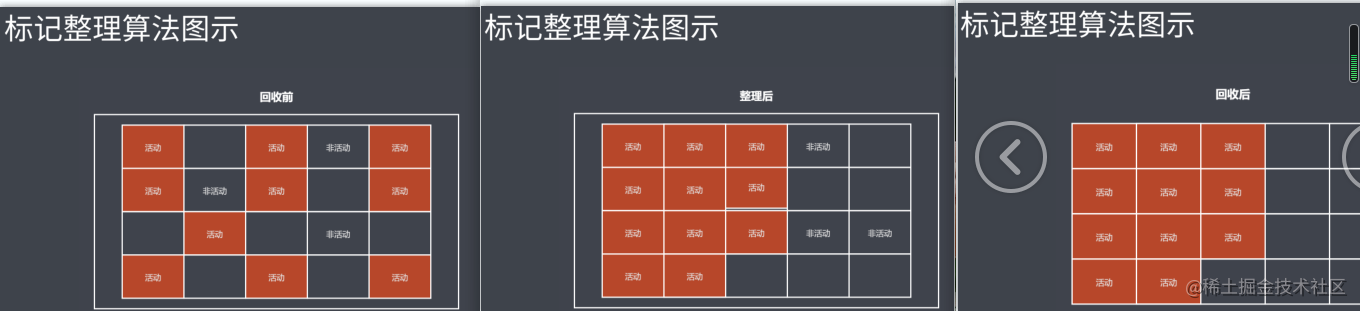 标记整理算法图示
回收前
活动 活动 非活动 活动
活动 非活动 活动 活动
活动 非活动
活动 活动 活动
标记整理算法图示
整理后
活动 活动 活动 非活动
活动 活动 活动
活动 活动 活动 非活动 非活动
活动 活动
标记整理算法图示
回收后
活动 活动 活动
活动 活动 活动
活动 活动 活动
活动 活动
@稀土掘金技术社区